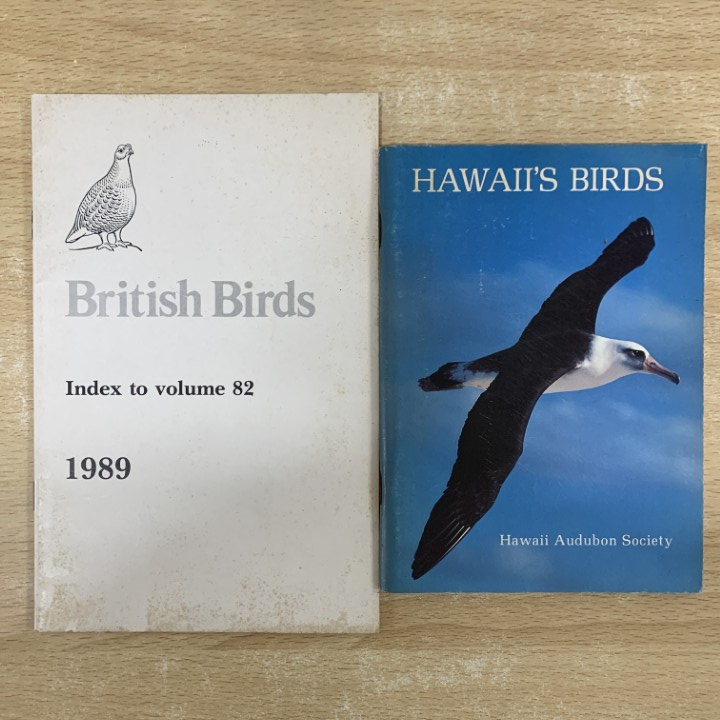 British Birds
Index to volume 82
1989
HAWAII'S BIRDS
Hawaii Audubon Society